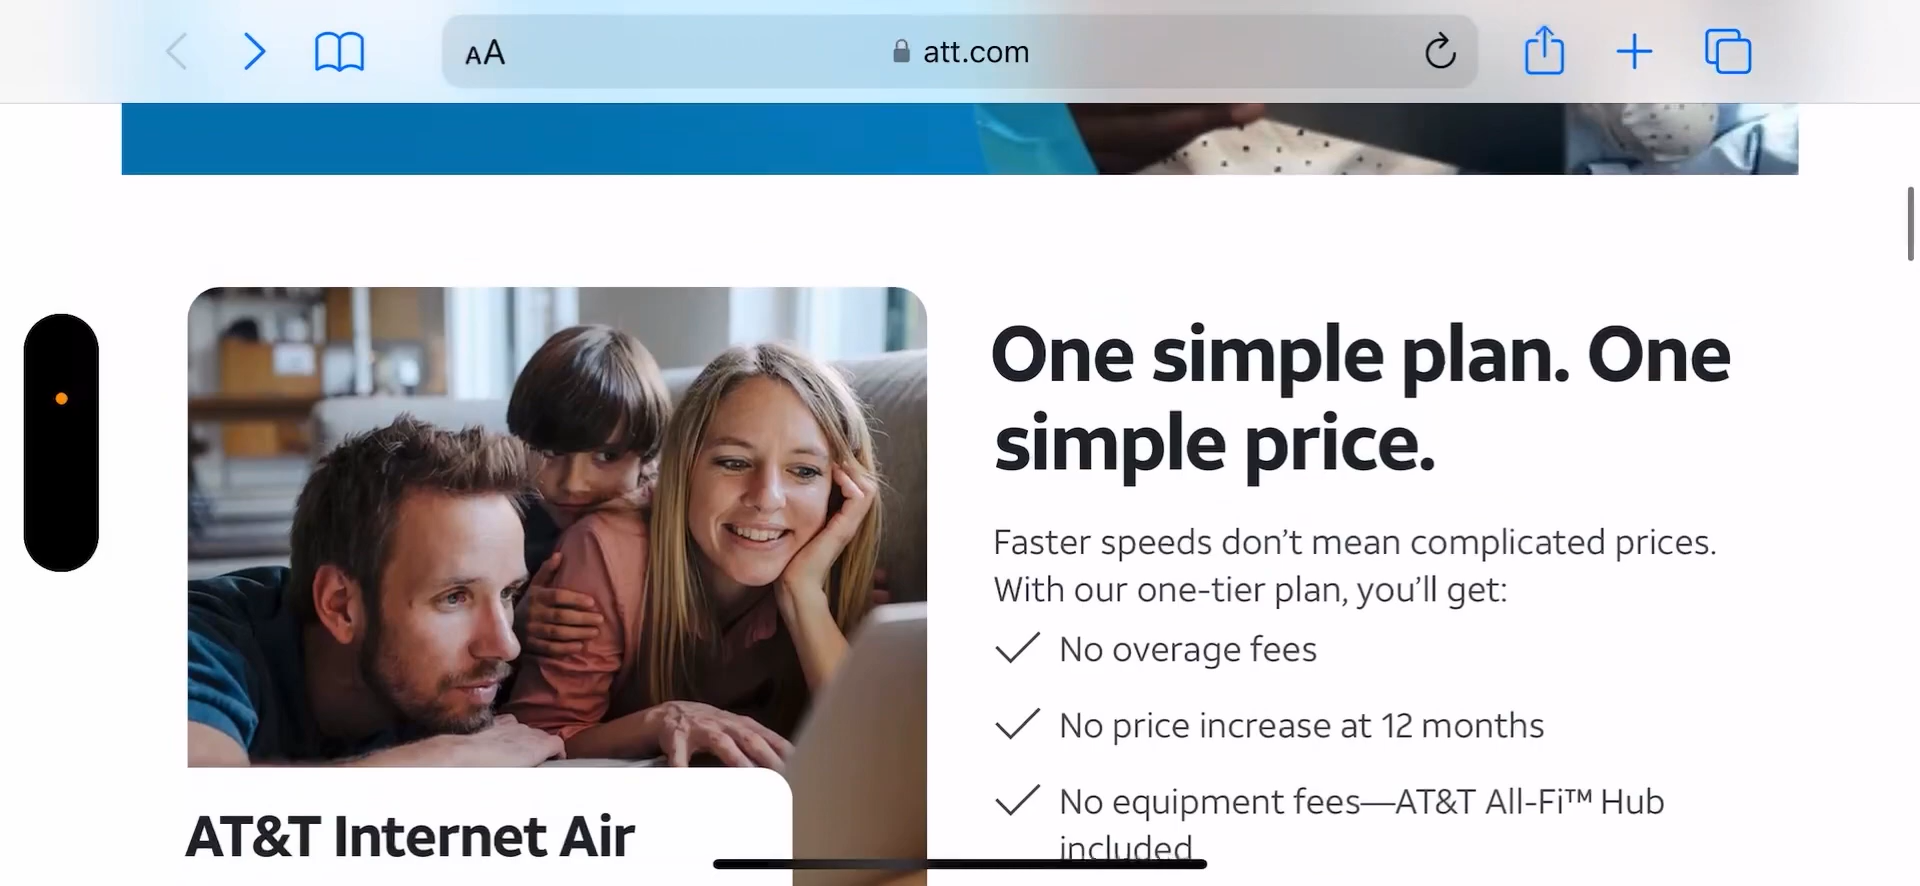 AA
att.com
One simple plan. One
simple price.
Faster speeds don’t mean complicated prices.
With our one-tier plan, you’ll get:
No overage fees
No price increase at 12 months
No equipment fees—AT&T All-Fi™ Hub
included
AT&T Internet Air